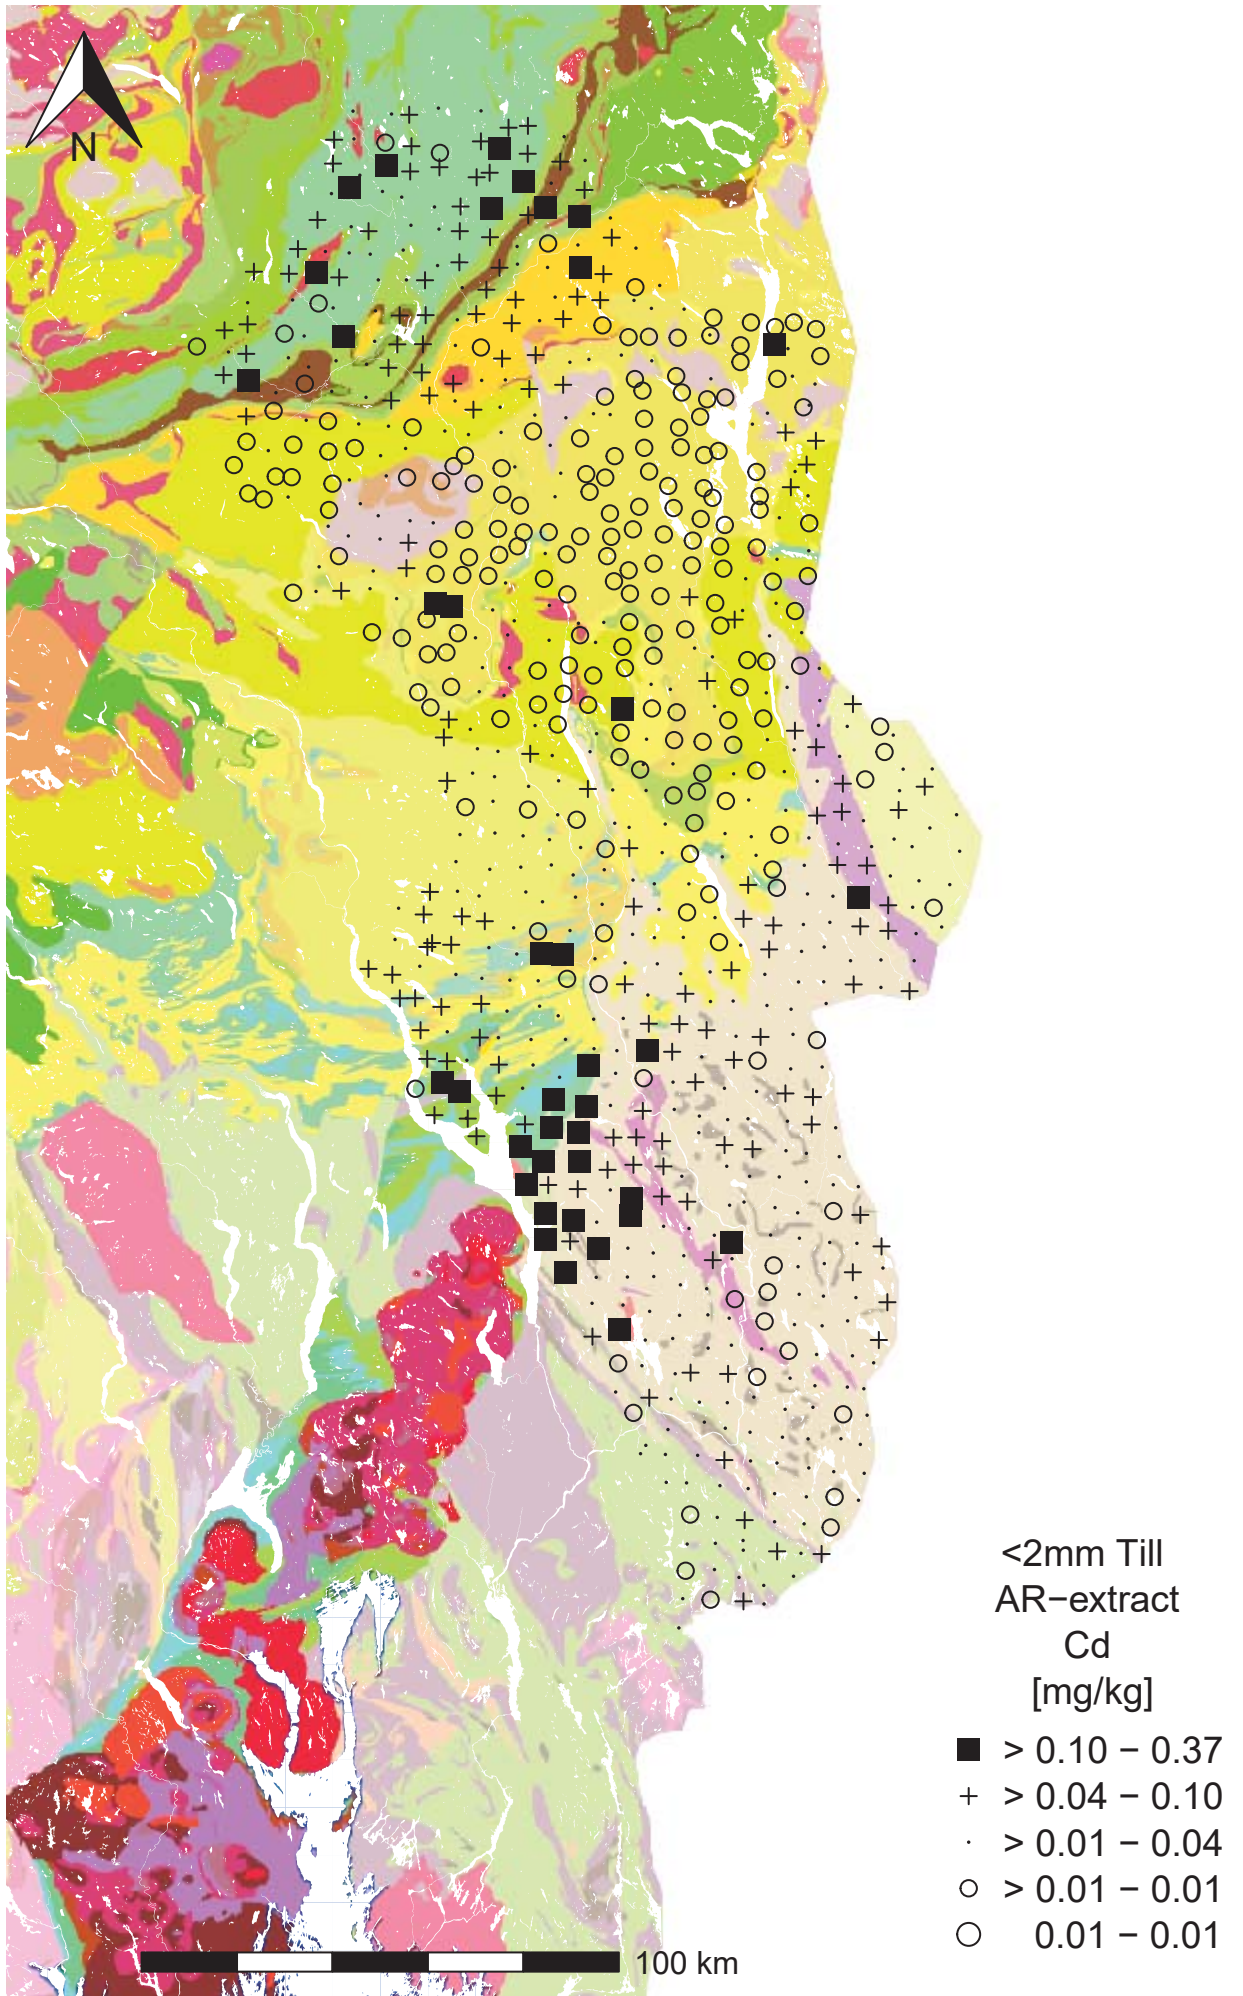 N
<2mm Till
AR−extract
Cd
[mg/kg]
> 0.10 − 0.37
> 0.04 − 0.10
> 0.01 − 0.04
> 0.01 − 0.01
0.01 − 0.01
100 km